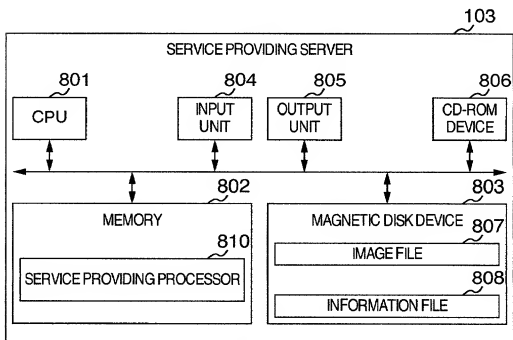 103
SERVICE PROVIDING SERVER
801
804
805
806
CPU
INPUT
UNIT
OUTPUT
UNIT
CD-ROM
DEVICE
802
803
MEMORY
MAGNETIC DISK DEVICE
810
807
SERVICE PROVIDING PROCESSOR
IMAGE FILE
808
INFORMATION FILE